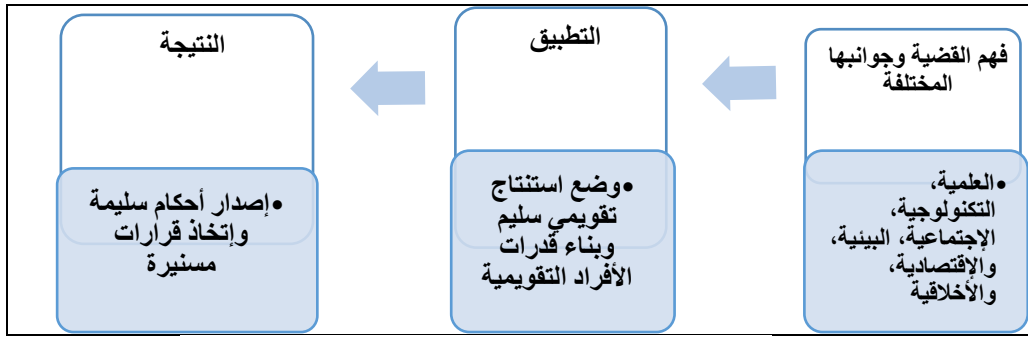 فهم القضية وجوانبها
المختلفة
•العلمية،
التكنولوجية،
الإجتماعية، البيئية،
والإقتصادية،
والأخلاقية
التطبيق
•وضع استنتاج
تقويمي سليم
وبناء قدرات
الأفراد التقويمية
النتيجة
•إصدار أحكام سليمة
وإتخاذ قرارات
مسنيرة